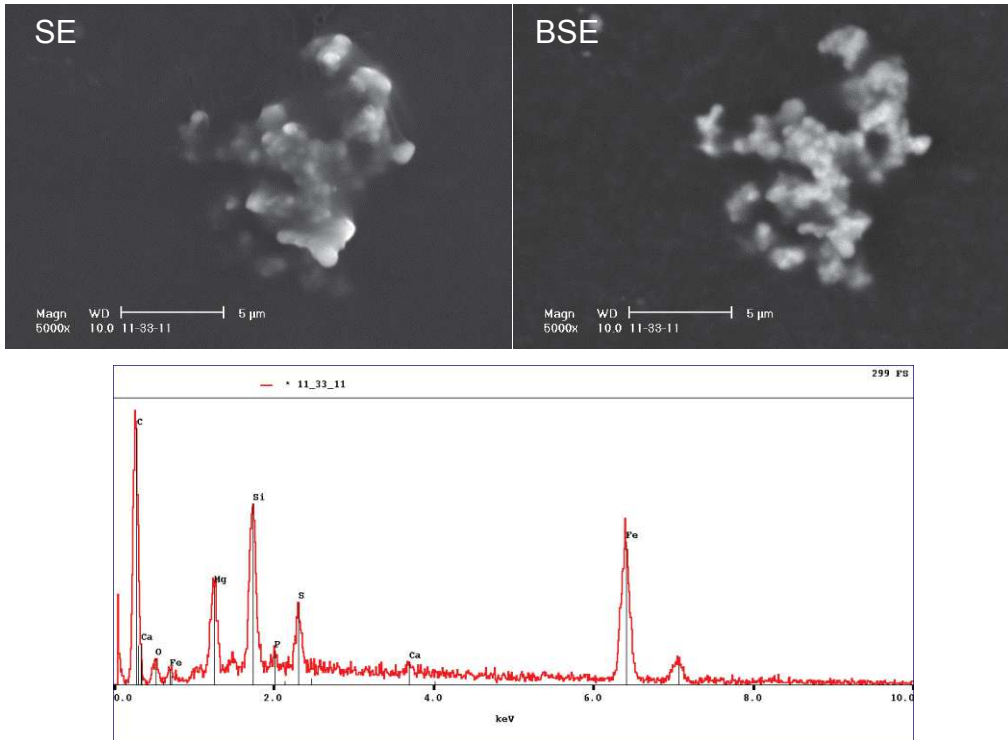 SE
Magn WD 5 µm
5000x 10.0 11-33-11
BSE
Magn WD 5 µm
5000x 10.0 11-33-11
299 FS
* 11_33_11
C
Si
Fe
Mg
S
Ca
P
O
Fe
Ca
0.0 2.0 4.0 6.0 8.0 10.0
keV